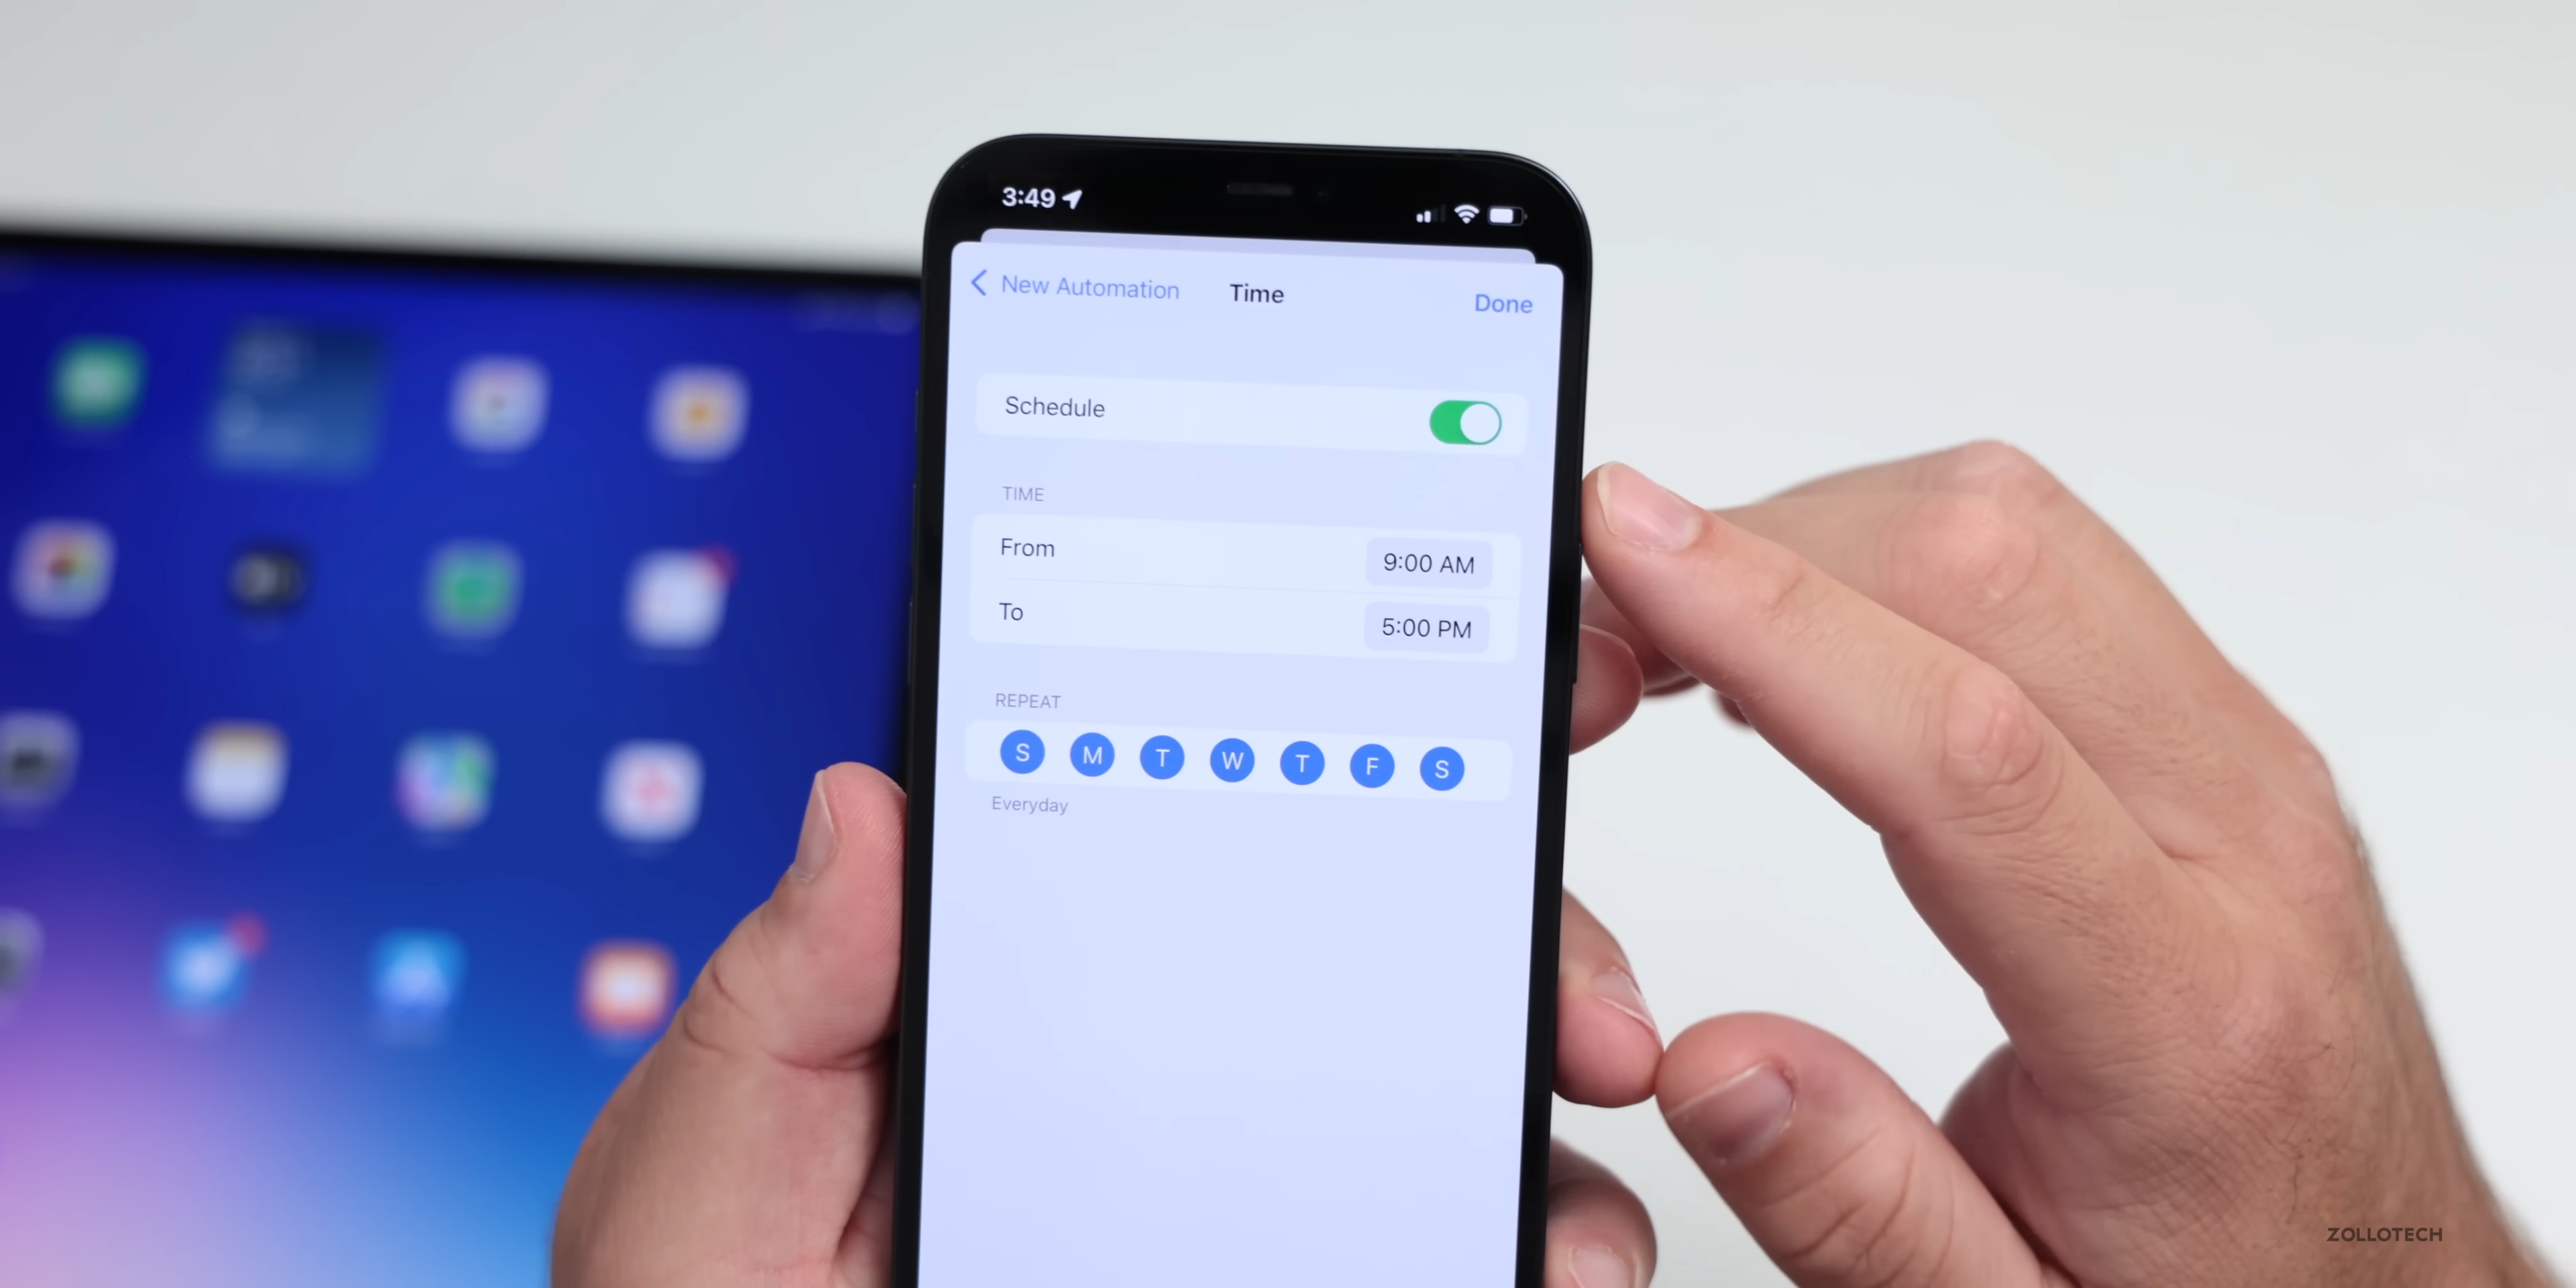 3:49
New Automation Time Done
Schedule
TIME
From 9:00 AM
To 5:00 PM
REPEAT
S M T W T F S
Everyday
ZOLLOTECH